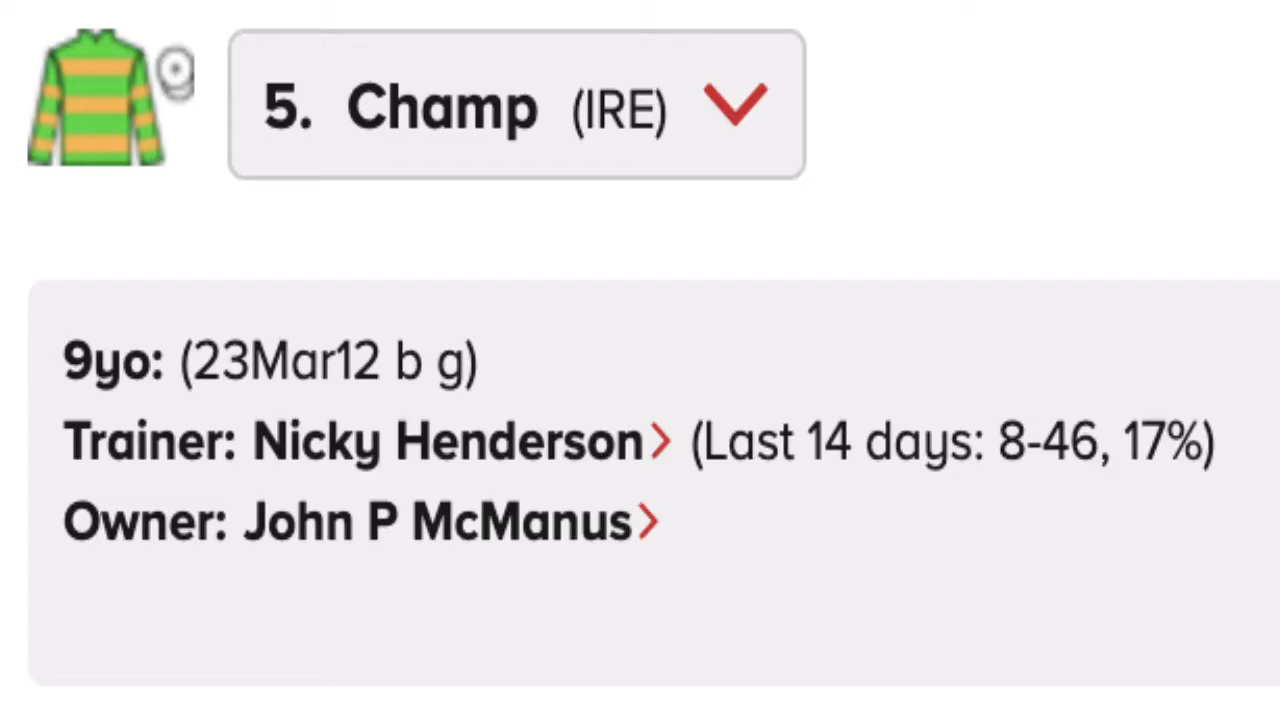 5. Champ (IRE)
9yo: (23Mar12 b g)
Trainer: Nicky Henderson (Last 14 days: 8-46, 17%)
Owner: John P McManus